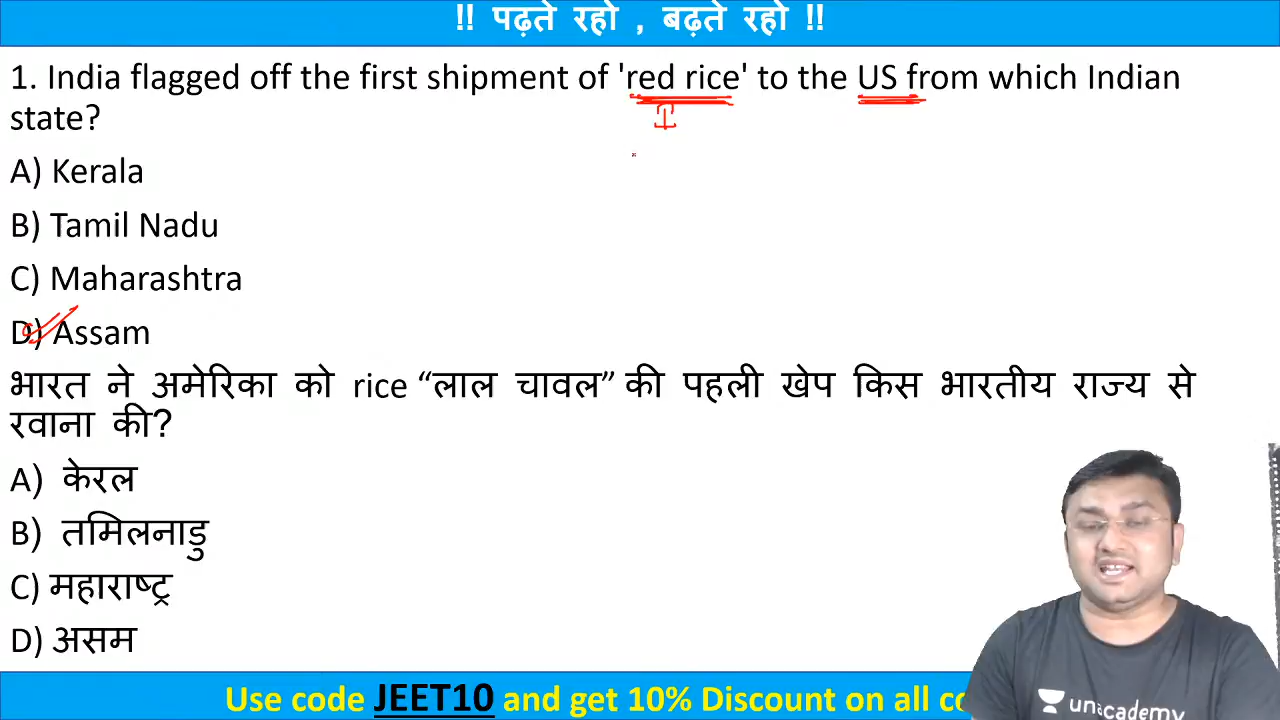 !! पढ़ते रहो , बढ़ते रहो !!
1. India flagged off the first shipment of 'red rice' to the US from which Indian
state?
A) Kerala
B) Tamil Nadu
C) Maharashtra
D) Assam
भारत ने अमेरिका को rice “लाल चावल” की पहली खेप किस भारतीय राज्य से
रवाना की?
A) केरल
B) तमिलनाडु
C) महाराष्ट्र
D) असम
Use code JEET10 and get 10% Discount on all
unacademy